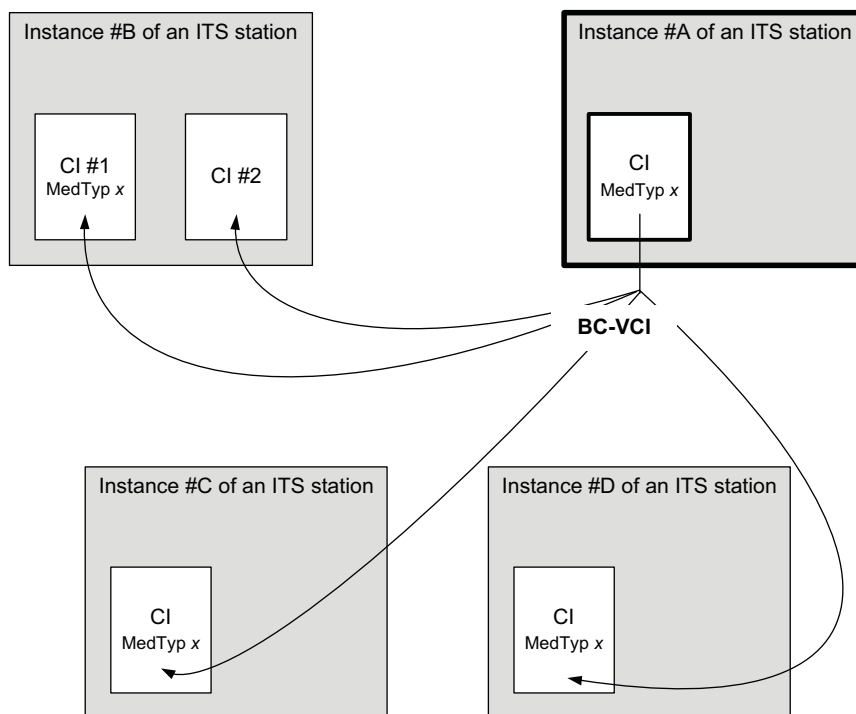 Instance #B of an ITS station
CI #1
MedTyp x
CI #2
Instance #A of an ITS station
CI
MedTyp x
BC-VCI
Instance #C of an ITS station
CI
MedTyp x
Instance #D of an ITS station
CI
MedTyp x